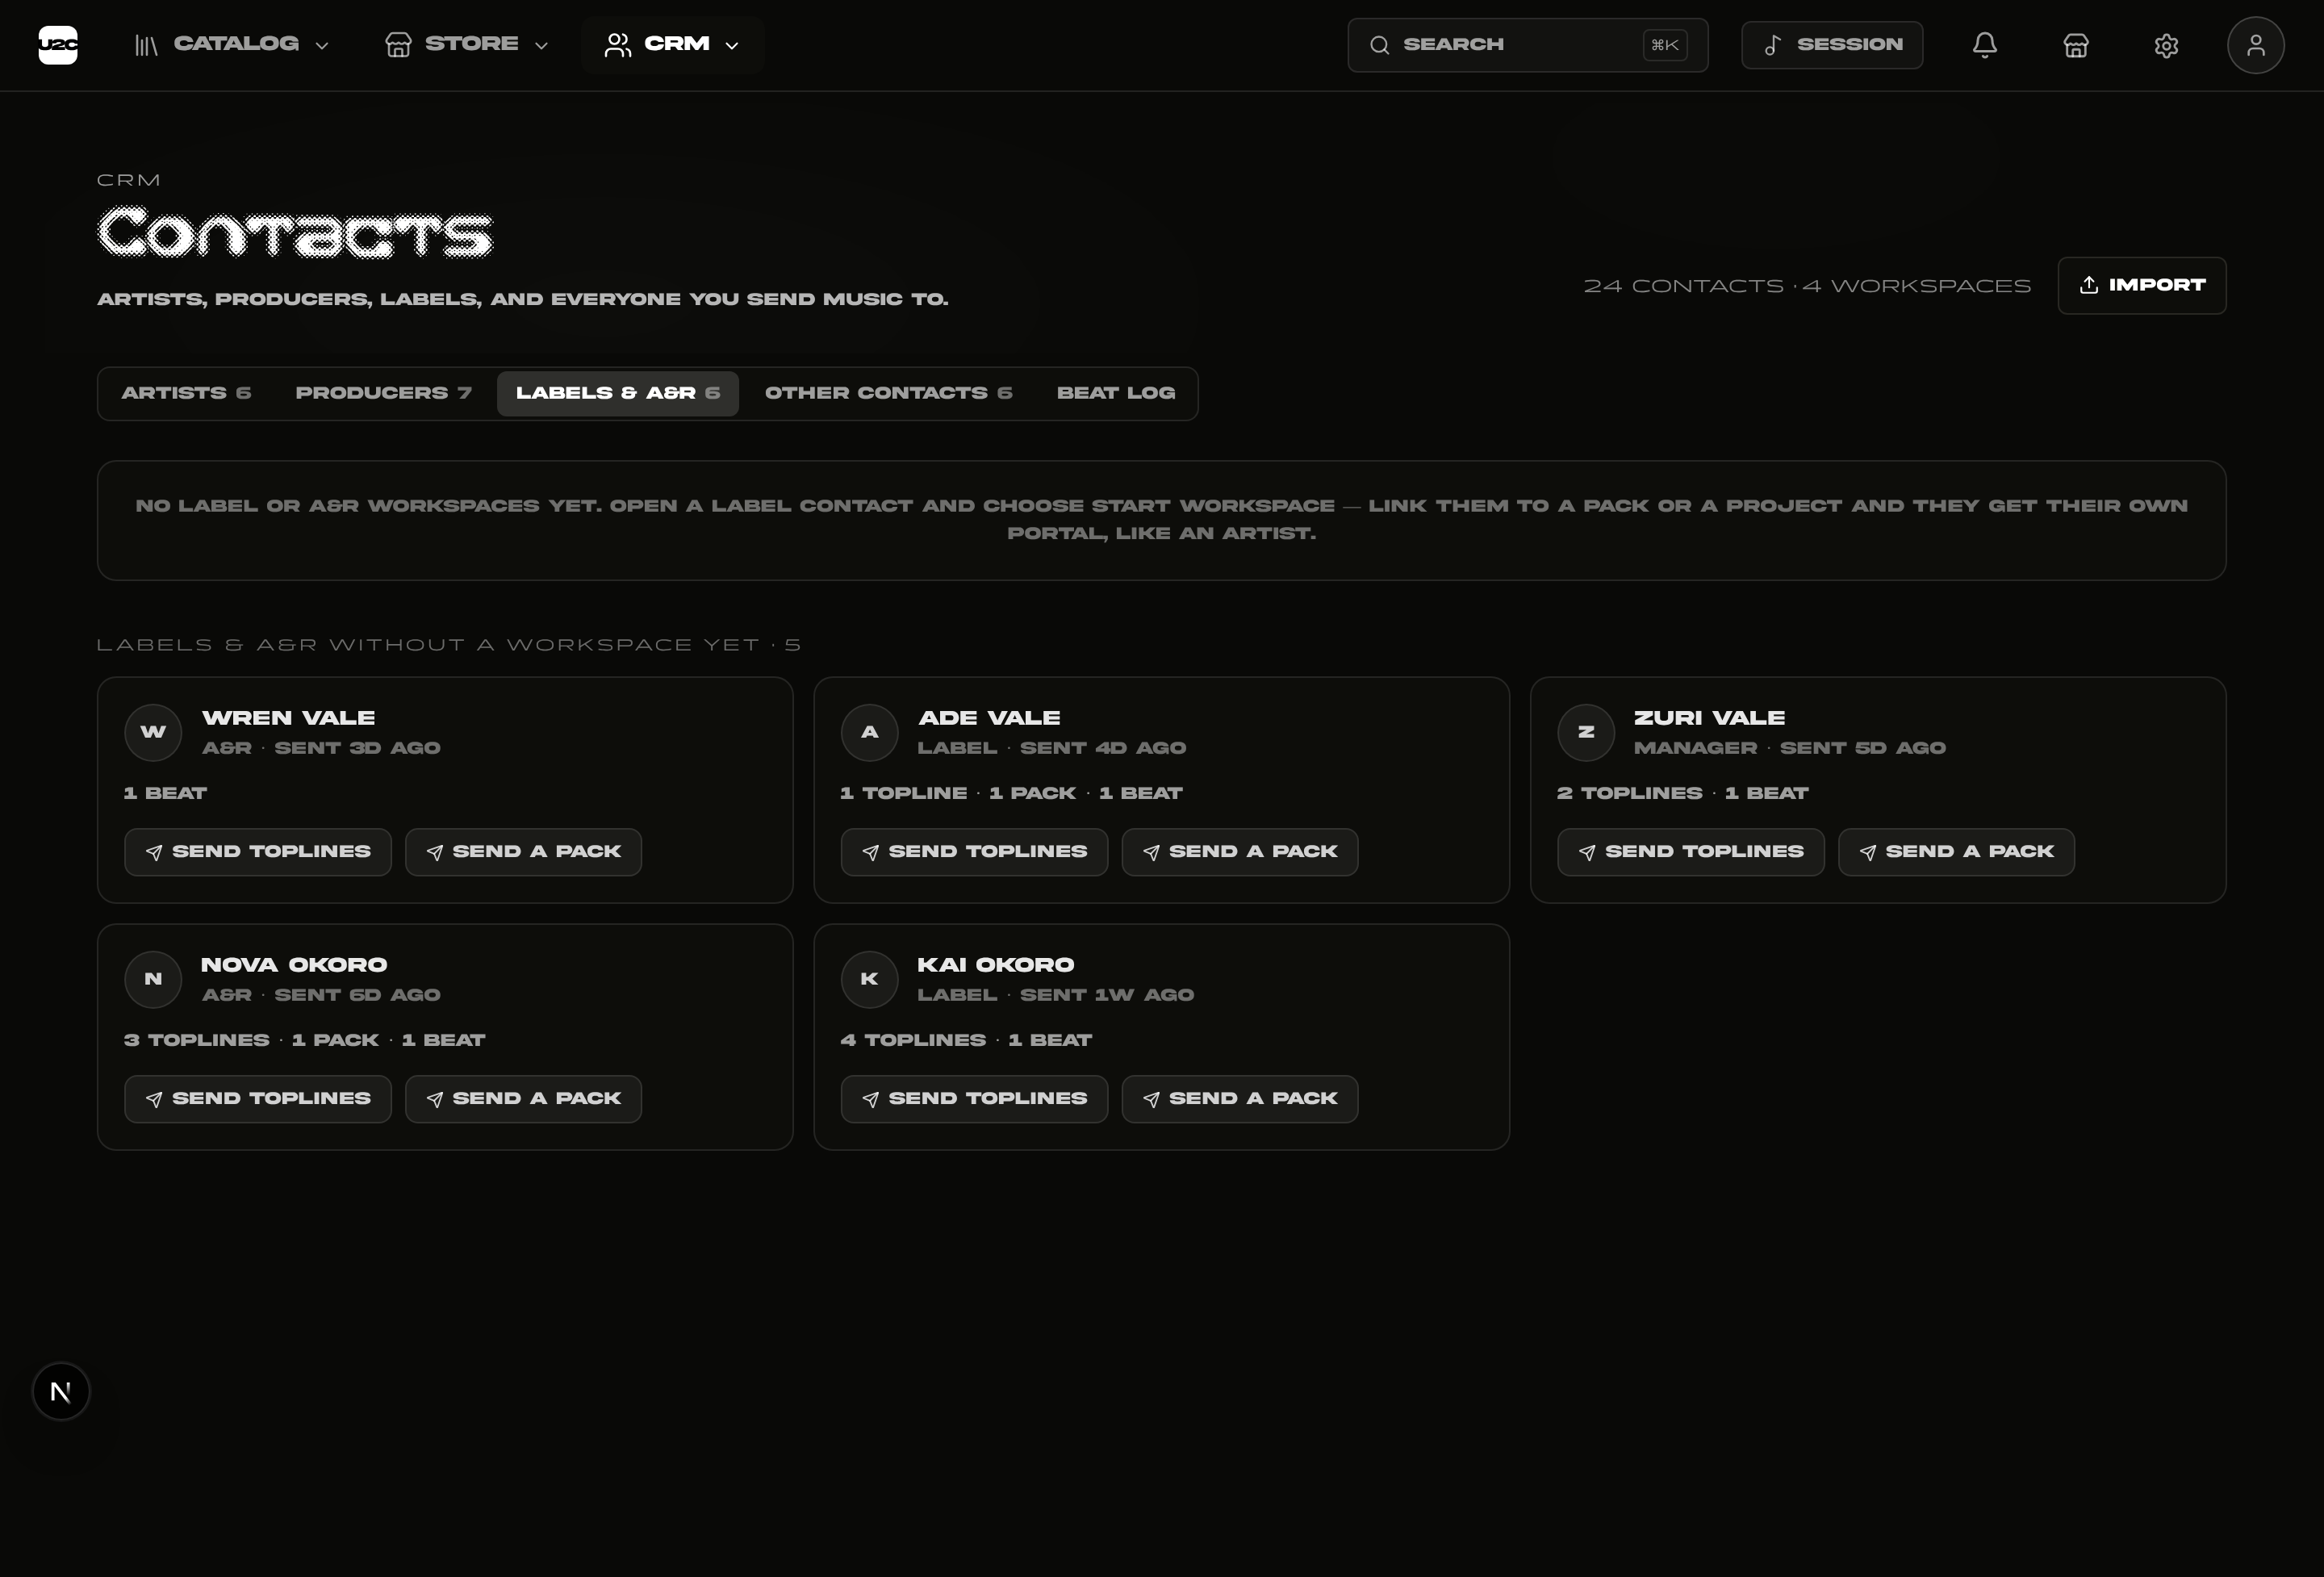 U2C
CATALOG
STORE
CRM
SEARCH ⌘K
SESSION
CRM
Contacts
ARTISTS, PRODUCERS, LABELS, AND EVERYONE YOU SEND MUSIC TO.
24 CONTACTS · 4 WORKSPACES
IMPORT
ARTISTS 6
PRODUCERS 7
LABELS & A&R 6
OTHER CONTACTS 6
BEAT LOG
NO LABEL OR A&R WORKSPACES YET. OPEN A LABEL CONTACT AND CHOOSE START WORKSPACE — LINK THEM TO A PACK OR A PROJECT AND THEY GET THEIR OWN
PORTAL, LIKE AN ARTIST.
LABELS & A&R WITHOUT A WORKSPACE YET · 5
W
WREN VALE
A&R · SENT 3D AGO
1 BEAT
SEND TOPLINES
SEND A PACK
A
ADE VALE
LABEL · SENT 4D AGO
1 TOPLINE · 1 PACK · 1 BEAT
SEND TOPLINES
SEND A PACK
Z
ZURI VALE
MANAGER · SENT 5D AGO
2 TOPLINES · 1 BEAT
SEND TOPLINES
SEND A PACK
N
NOVA OKORO
A&R · SENT 6D AGO
3 TOPLINES · 1 PACK · 1 BEAT
SEND TOPLINES
SEND A PACK
K
KAI OKORO
LABEL · SENT 1W AGO
4 TOPLINES · 1 BEAT
SEND TOPLINES
SEND A PACK
N